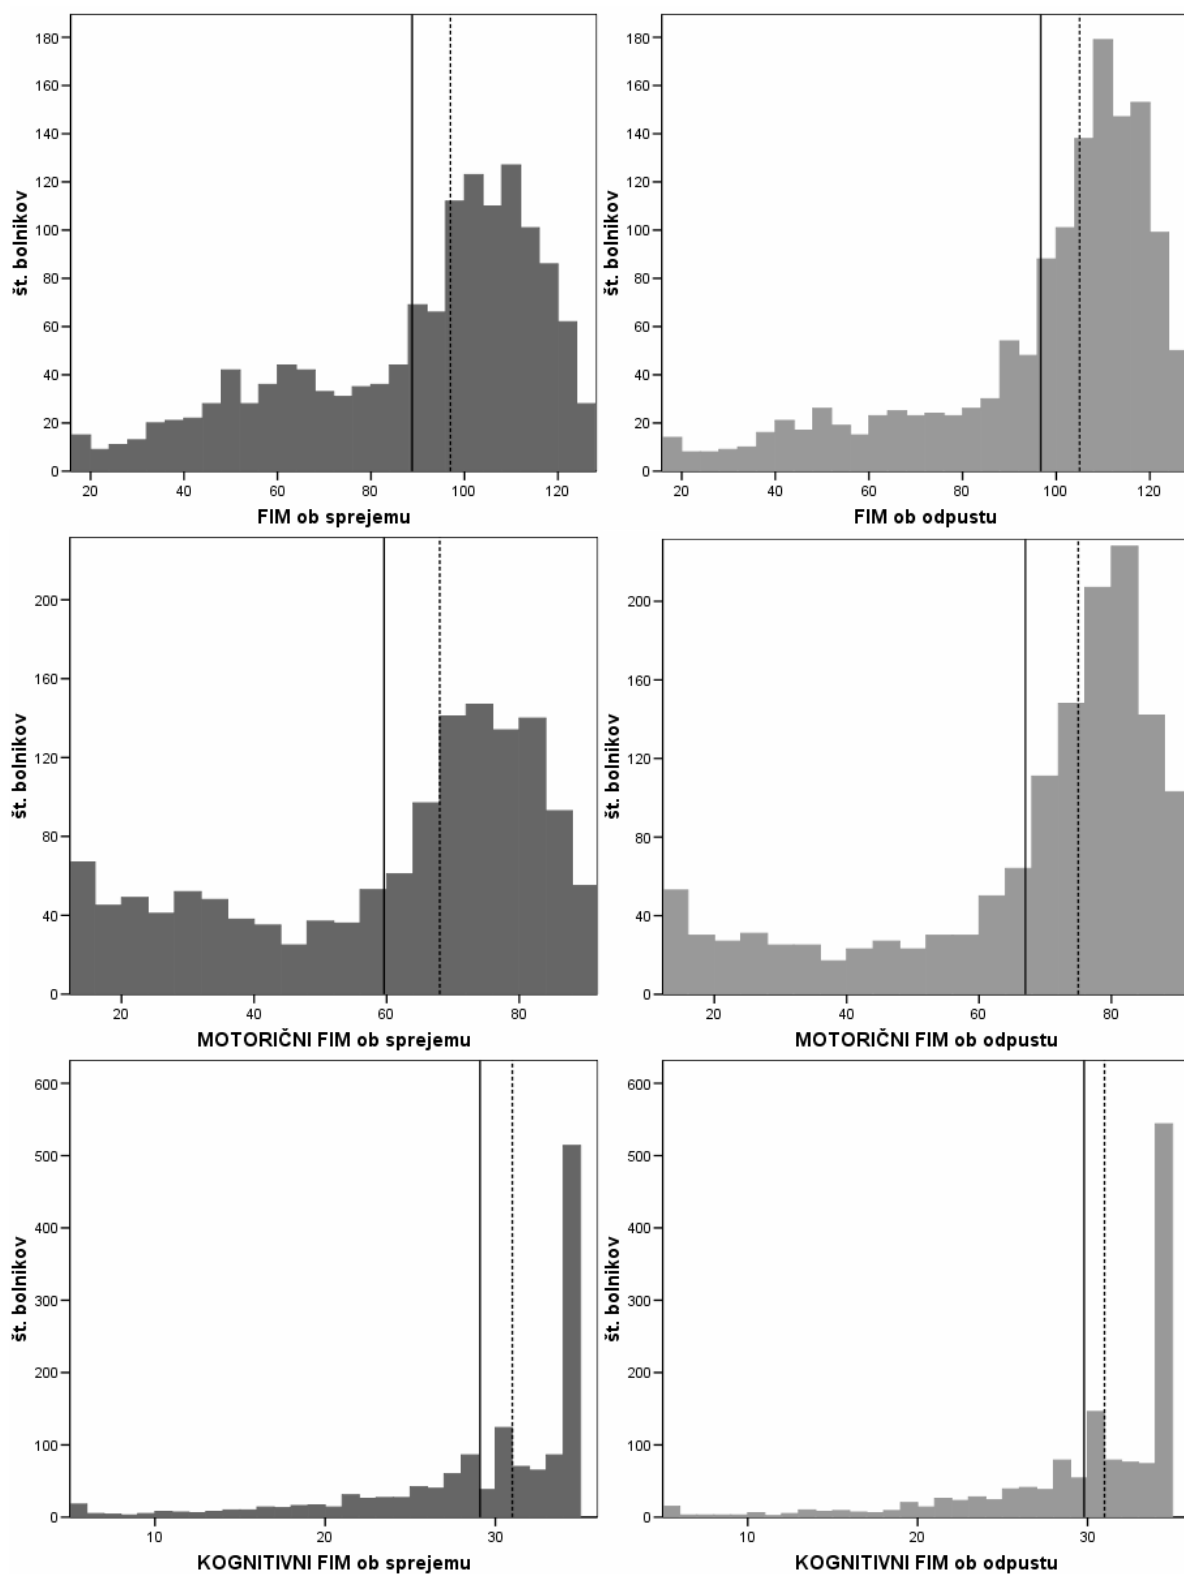 180
160
140
120
100
80
60
40
20
0
št. bolnikov
20 40 60 80 100 120
FIM ob sprejemu
180
160
140
120
100
80
60
40
20
0
št. bolnikov
20 40 60 80 100 120
FIM ob odpustu
200
160
120
80
40
0
št. bolnikov
20 40 60 80
MOTORIČNI FIM ob sprejemu
200
160
120
80
40
0
št. bolnikov
20 40 60 80
MOTORIČNI FIM ob odpustu
600
500
400
300
200
100
0
št. bolnikov
10 20 30
KOGNITIVNI FIM ob sprejemu
600
500
400
300
200
100
0
št. bolnikov
10 20 30
KOGNITIVNI FIM ob odpustu